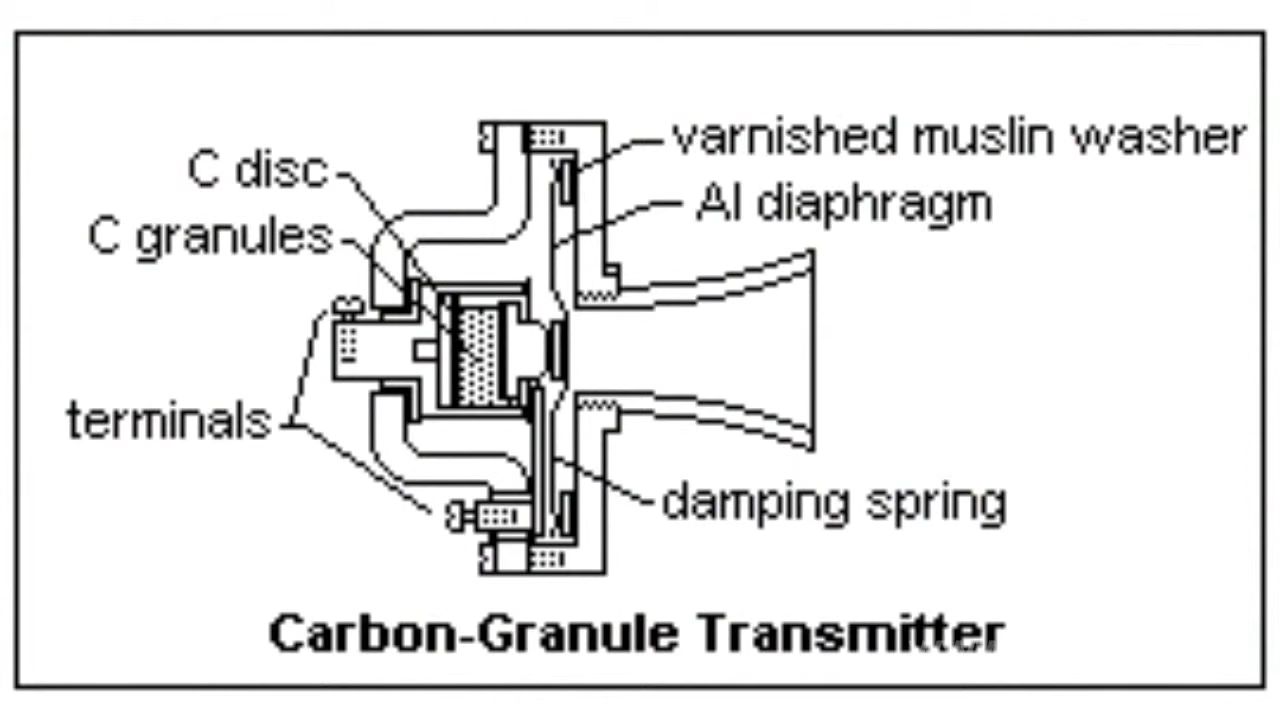 varnished muslin washer
C disc
Al diaphragm
C granules
terminals
damping spring
Carbon-Granule Transmitter